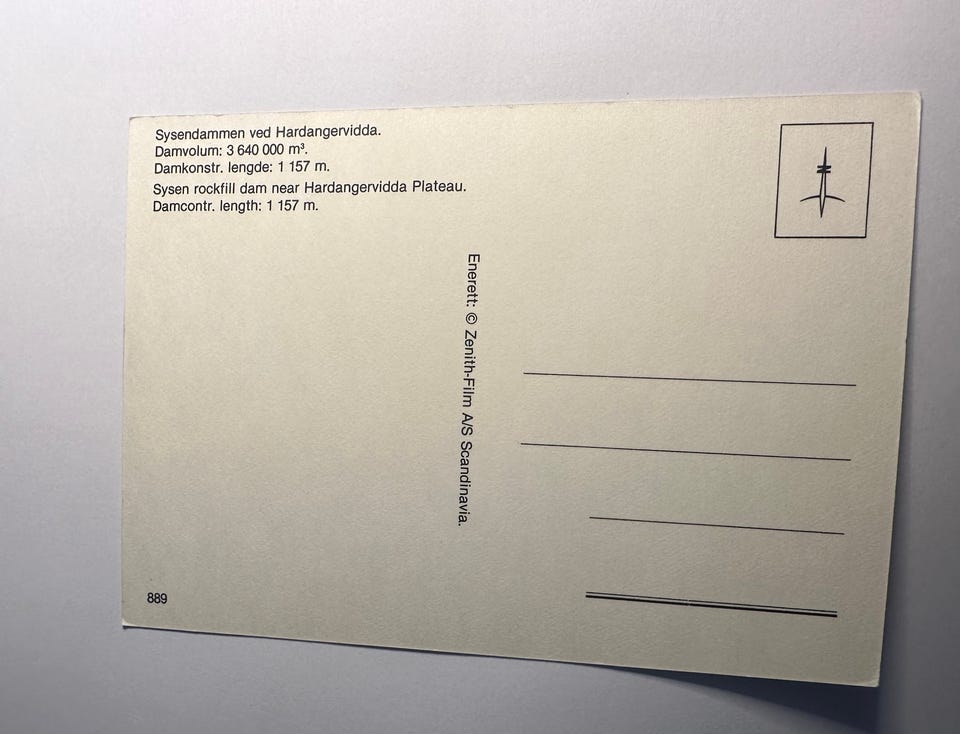 Sysendammen ved Hardangervidda.
Damvolum: 3 640 000 m³.
Damkonstr. lengde: 1 157 m.
Sysen rockfill dam near Hardangervidda Plateau.
Damcontr. length: 1 157 m.
Enerett: © Zenith-Film A/S Scandinavia.
N
889